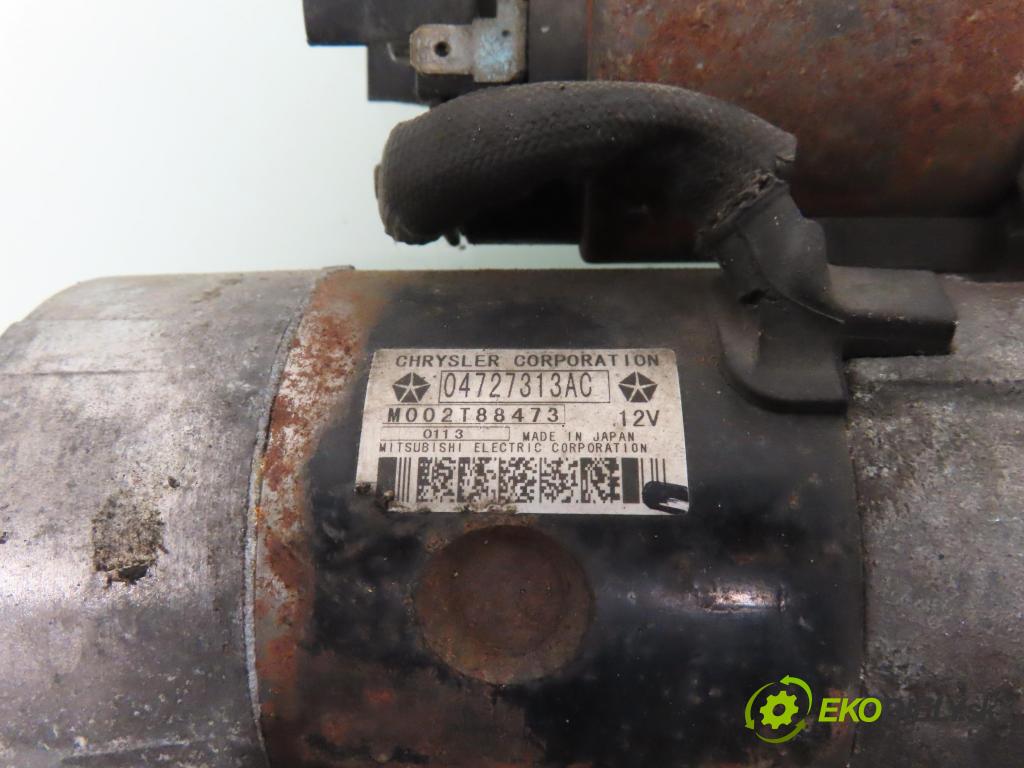 CHRYSLER CORPORATION
04727313AC
M002T88473 12V
0113 MADE IN JAPAN
MITSUBISHI ELECTRIC CORPORATION
EKO